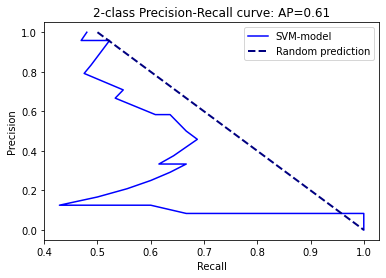 2-class Precision-Recall curve: AP=0.61
SVM-model
Random prediction
Precision
1.0
0.8
0.6
0.4
0.2
0.0
0.4 0.5 0.6 0.7 0.8 0.9 1.0
Recall